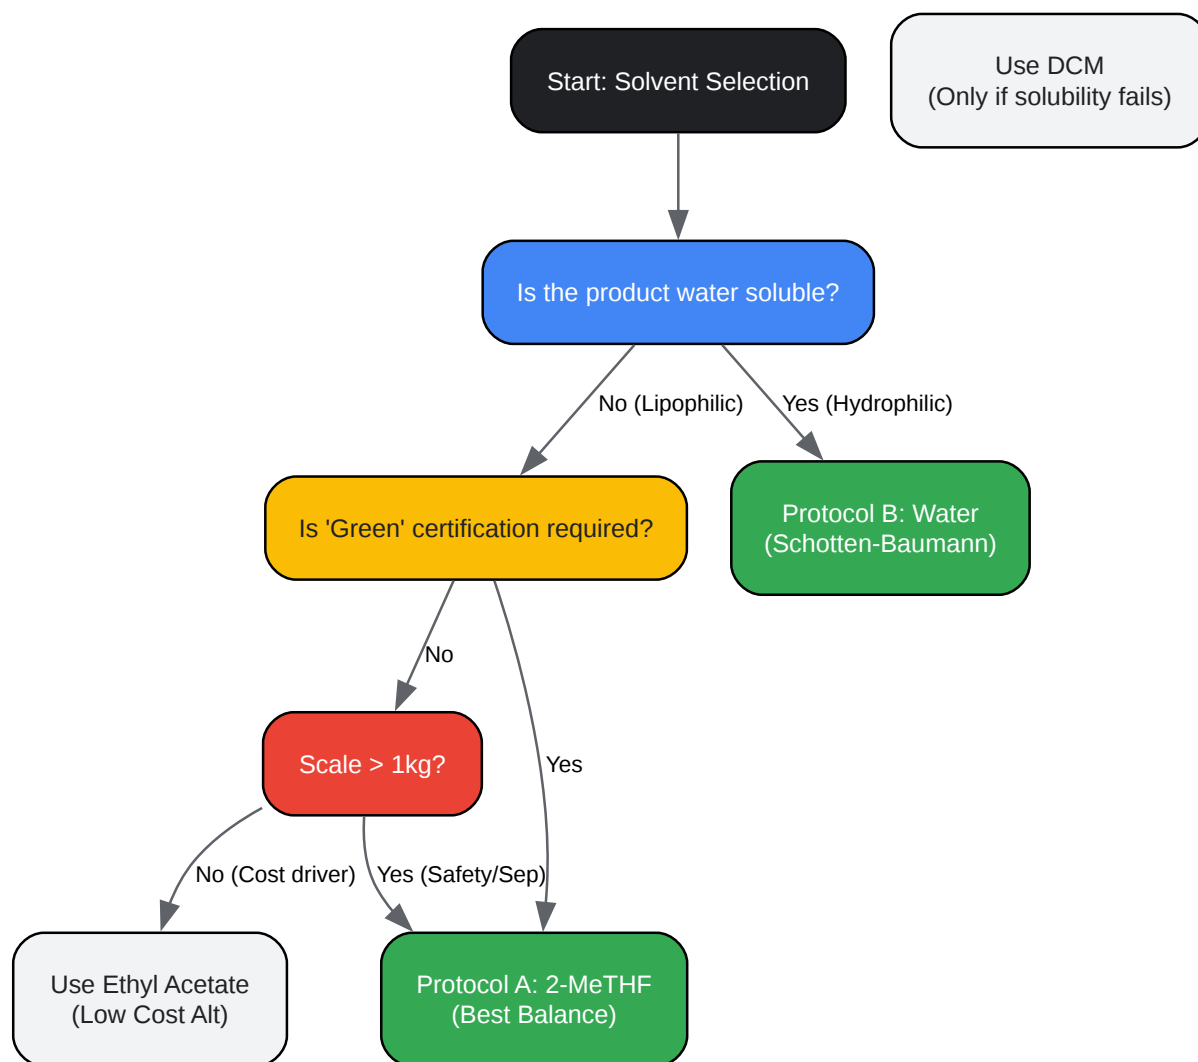 Start: Solvent Selection
Use DCM
(Only if solubility fails)
Is the product water soluble?
No (Lipophilic)
Yes (Hydrophilic)
Is 'Green' certification required?
Protocol B: Water
(Schotten-Baumann)
No
Yes
Scale > 1kg?
No (Cost driver)
Yes (Safety/Sep)
Use Ethyl Acetate
(Low Cost Alt)
Protocol A: 2-MeTHF
(Best Balance)